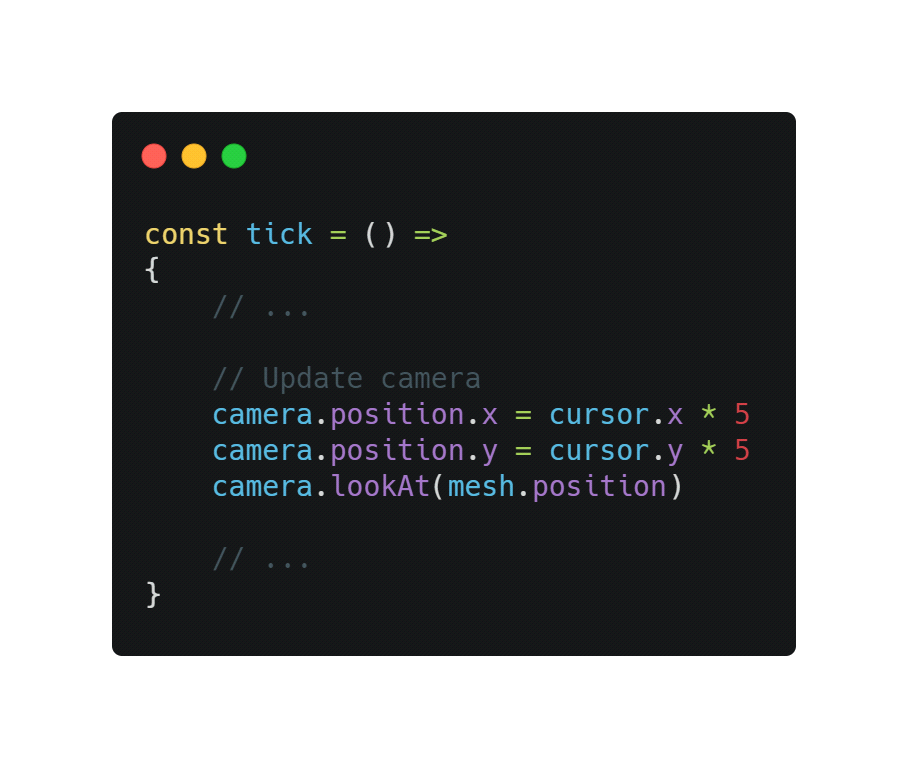 const tick = () =>
{
    // ...

    // Update camera
    camera.position.x = cursor.x * 5
    camera.position.y = cursor.y * 5
    camera.lookAt(mesh.position)

    // ...
}